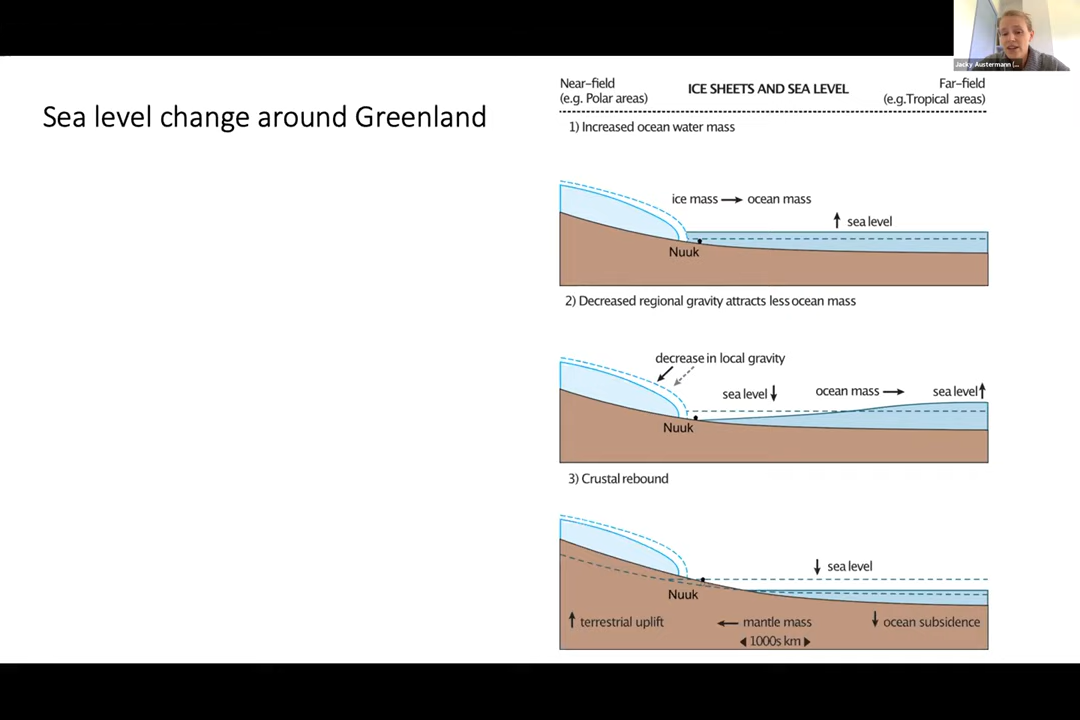 Jacky Austermann (...
Sea level change around Greenland
Near-field
(e.g. Polar areas)
ICE SHEETS AND SEA LEVEL
Far-field
(e.g.Tropical areas)
1) Increased ocean water mass
ice mass → ocean mass
↑ sea level
Nuuk
2) Decreased regional gravity attracts less ocean mass
decrease in local gravity
sea level ↓
ocean mass →
sea level ↑
Nuuk
3) Crustal rebound
↓ sea level
Nuuk
↑ terrestrial uplift
← mantle mass
↓ ocean subsidence
◀ 1000s km ▶